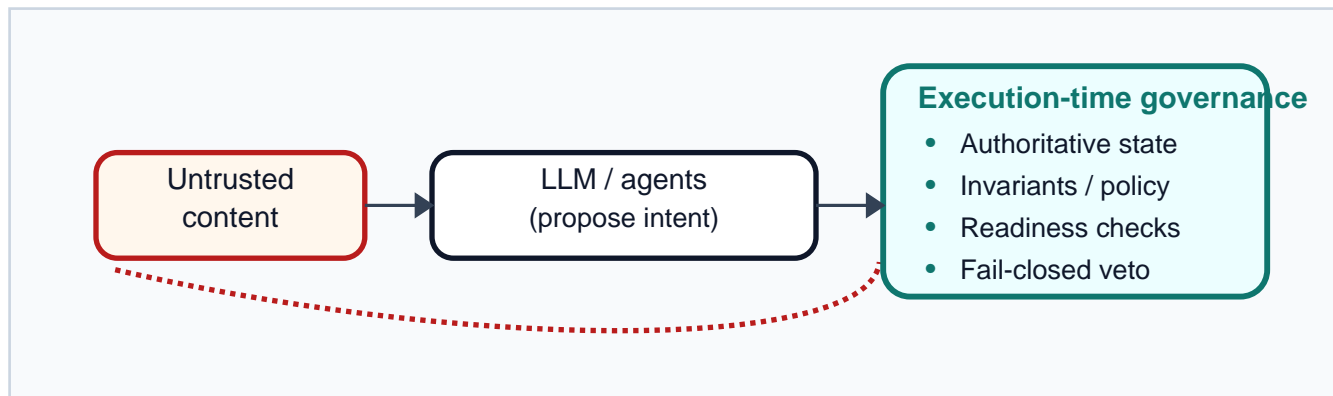 Untrusted
content
LLM / agents
(propose intent)
Execution-time governance
• Authoritative state
• Invariants / policy
• Readiness checks
• Fail-closed veto